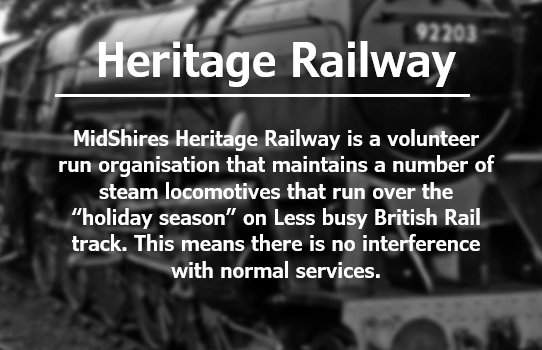 92203
Heritage Railway
MidShires Heritage Railway is a volunteer
run organisation that maintains a number of
steam locomotives that run over the
“holiday season” on Less busy British Rail
track. This means there is no interference
with normal services.